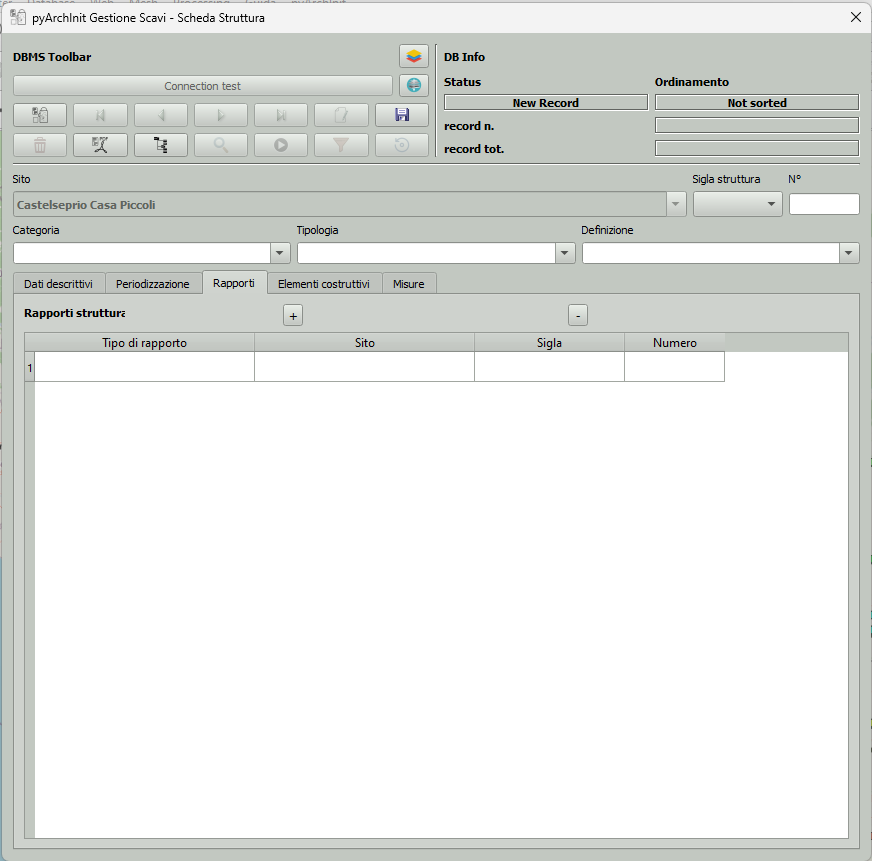 pyArchInit Gestione Scavi - Scheda Struttura
DBMS Toolbar
DB Info
Connection test
Status
Ordinamento
New Record
Not sorted
record n.
record tot.
Sito
Sigla struttura
N°
Castelseprio Casa Piccoli
Categoria
Tipologia
Definizione
Dati descrittivi
Periodizzazione
Rapporti
Elementi costruttivi
Misure
Rapporti struttura
+
-
Tipo di rapporto
Sito
Sigla
Numero
1